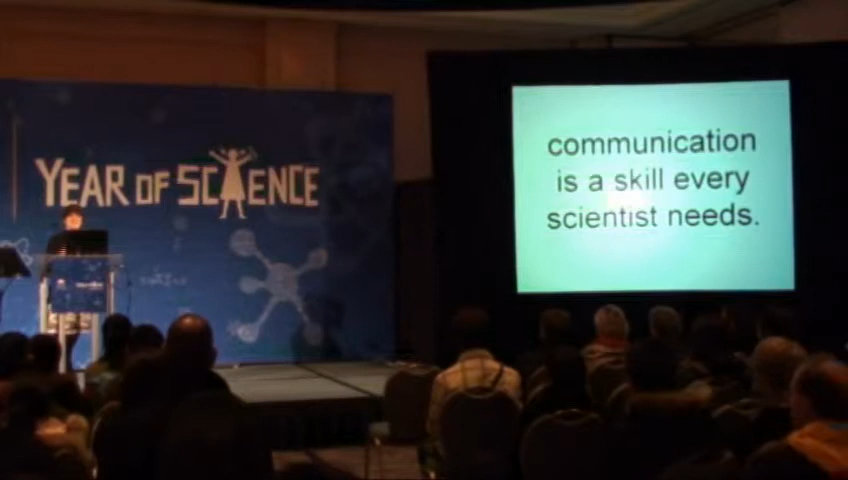 YEAR OF SCIENCE
communication
is a skill every
scientist needs.